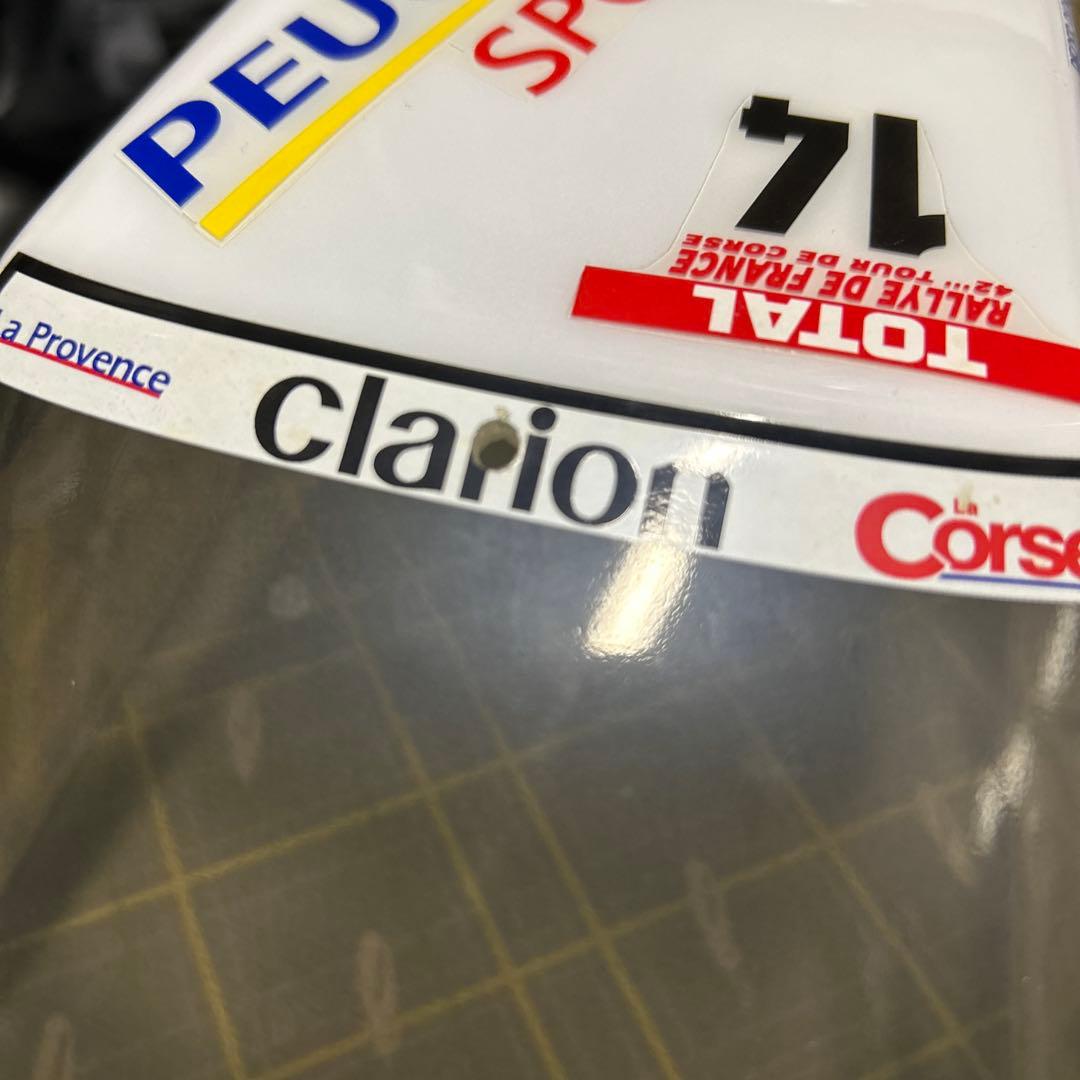 PEU
SPO
14
42ème TOUR DE CORSE
RALLYE DE FRANCE
TOTAL
La Provence
clarion
La
Corse